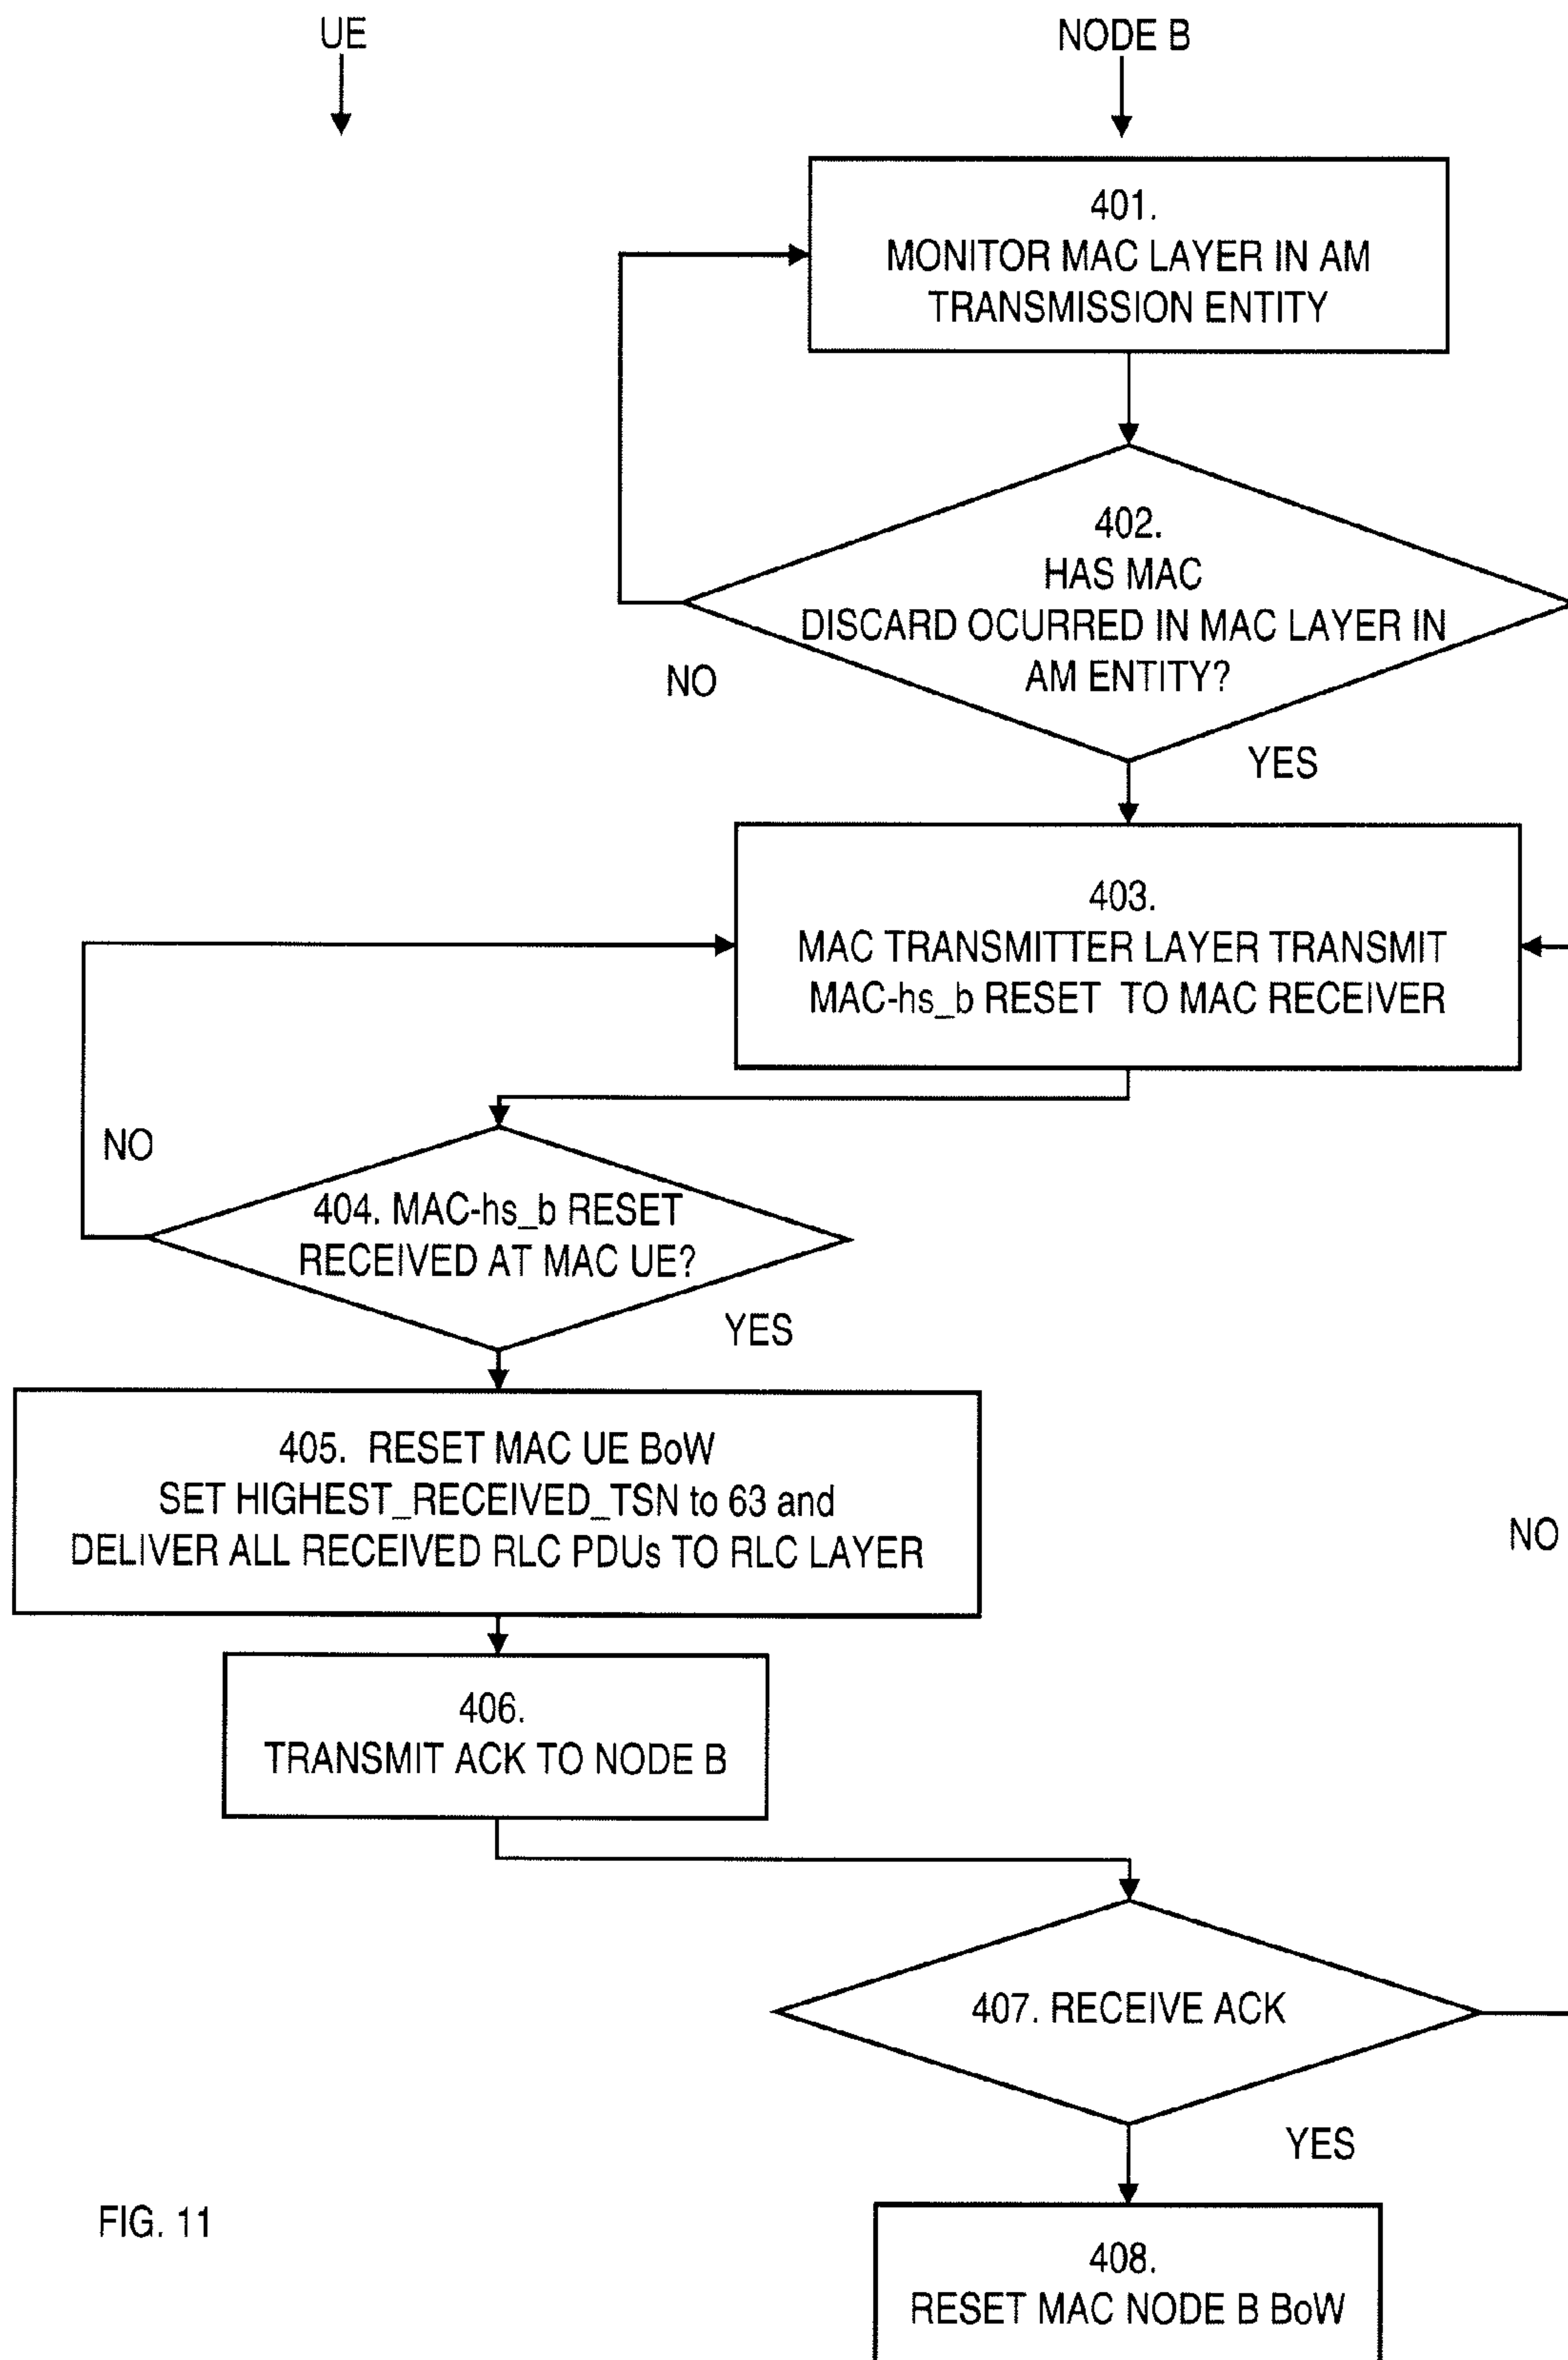 UE
NODE B
401.
MONITOR MAC LAYER IN AM
TRANSMISSION ENTITY
402.
HAS MAC
DISCARD OCURRED IN MAC LAYER IN
AM ENTITY?
NO
YES
403.
MAC TRANSMITTER LAYER TRANSMIT
MAC-hs_b RESET TO MAC RECEIVER
NO
404. MAC-hs_b RESET
RECEIVED AT MAC UE?
YES
405. RESET MAC UE BoW
SET HIGHEST_RECEIVED_TSN to 63 and
DELIVER ALL RECEIVED RLC PDUs TO RLC LAYER
NO
406.
TRANSMIT ACK TO NODE B
407. RECEIVE ACK
YES
FIG. 11
408.
RESET MAC NODE B BoW